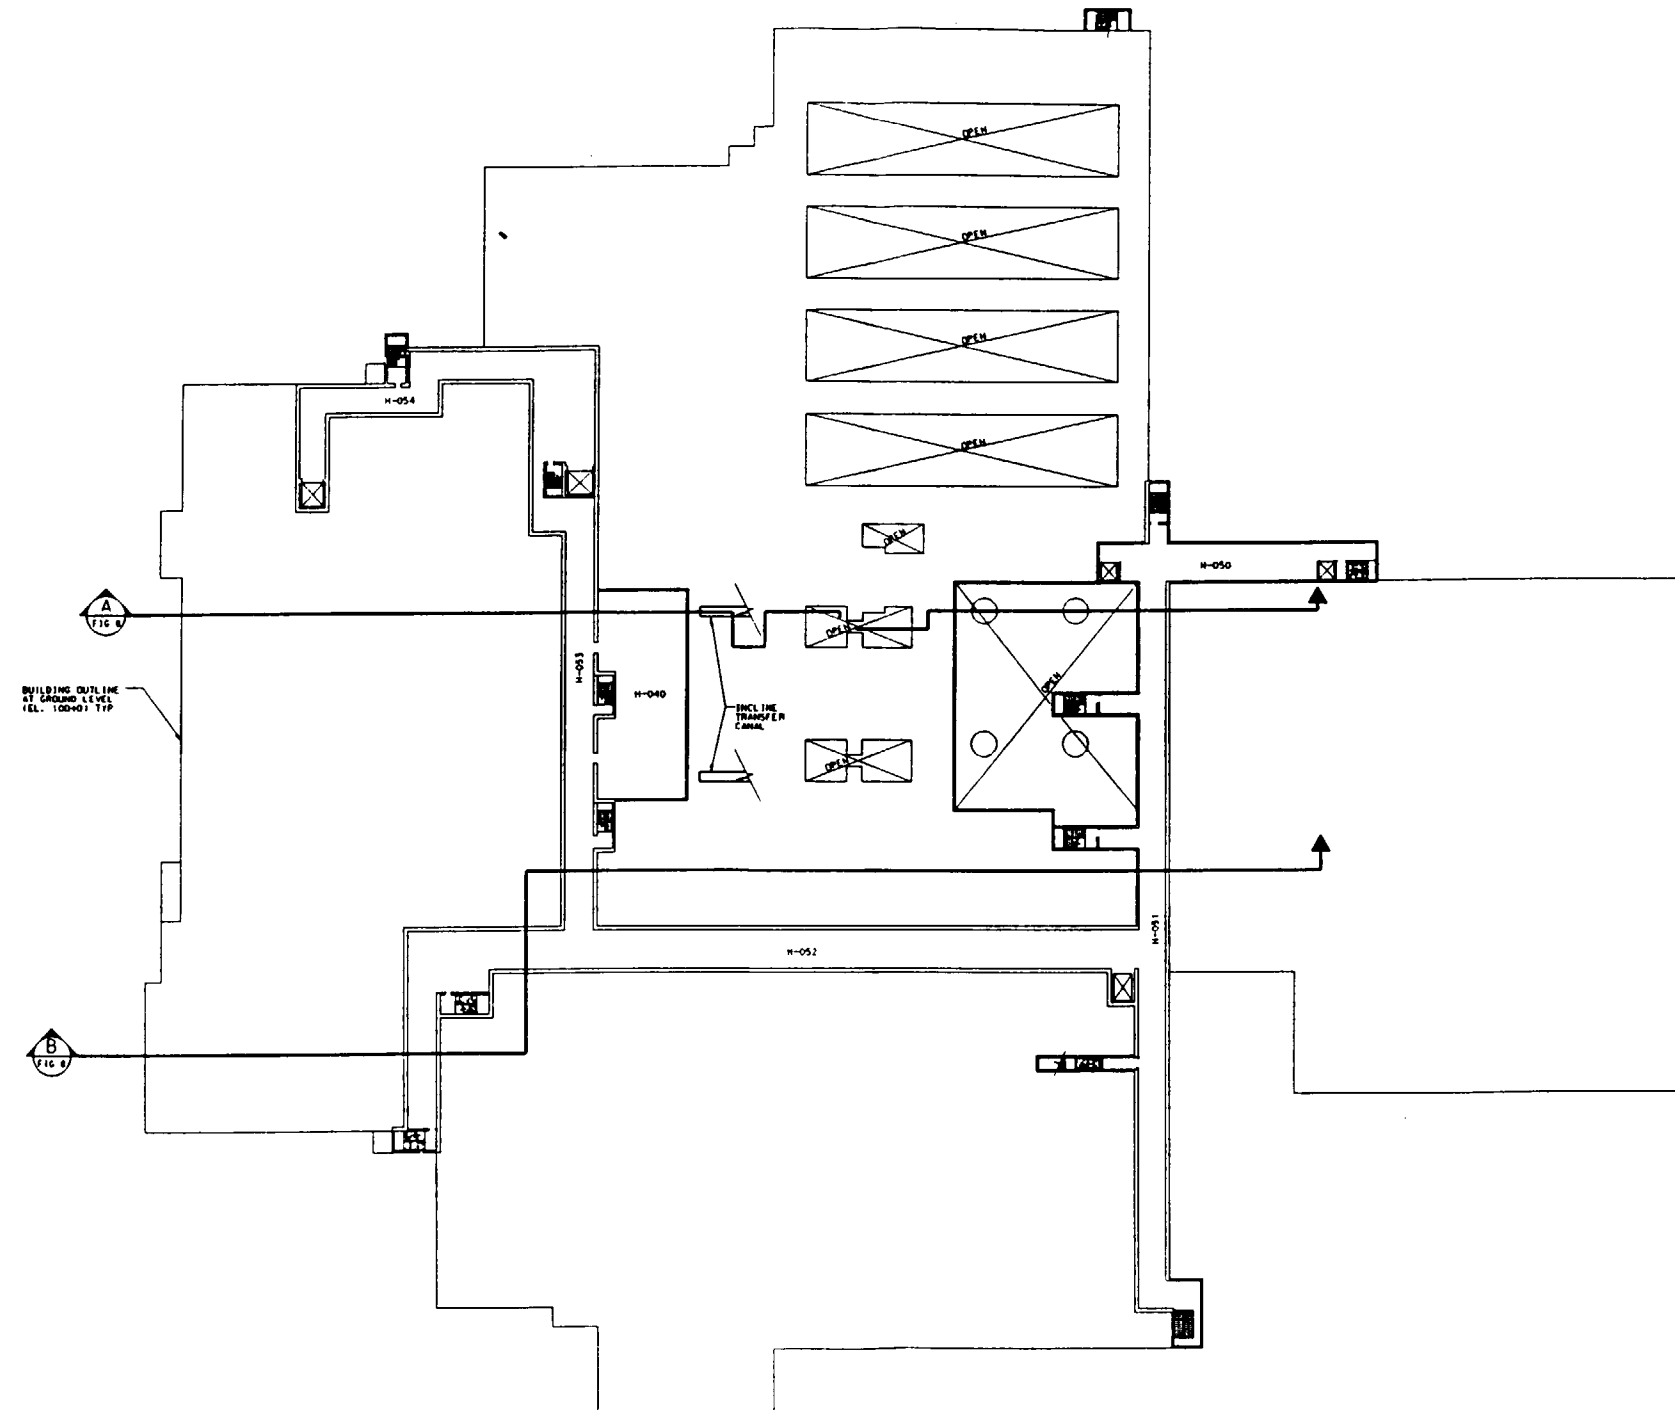 OPEN
OPEN
OPEN
H-054
OPEN
OPEN
H-050
A
FIG 8
OPEN
H-053
H-040
OPEN
BUILDING OUTLINE
AT GROUND LEVEL
(EL. 100+0) TYP
INCLINE
TRANSFER
CANAL
OPEN
H-051
H-052
B
FIG 8